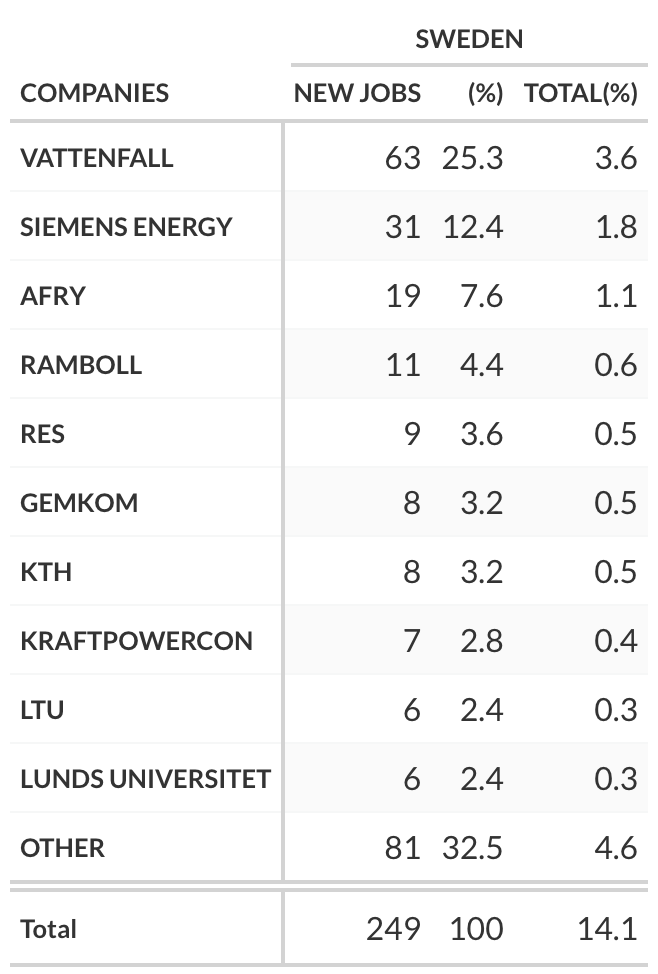 SWEDEN
COMPANIES NEW JOBS (%) TOTAL(%)
VATTENFALL 63 25.3 3.6
SIEMENS ENERGY 31 12.4 1.8
AFRY 19 7.6 1.1
RAMBOLL 11 4.4 0.6
RES 9 3.6 0.5
GEMKOM 8 3.2 0.5
KTH 8 3.2 0.5
KRAFTPOWERCON 7 2.8 0.4
LTU 6 2.4 0.3
LUNDS UNIVERSITET 6 2.4 0.3
OTHER 81 32.5 4.6
Total 249 100 14.1